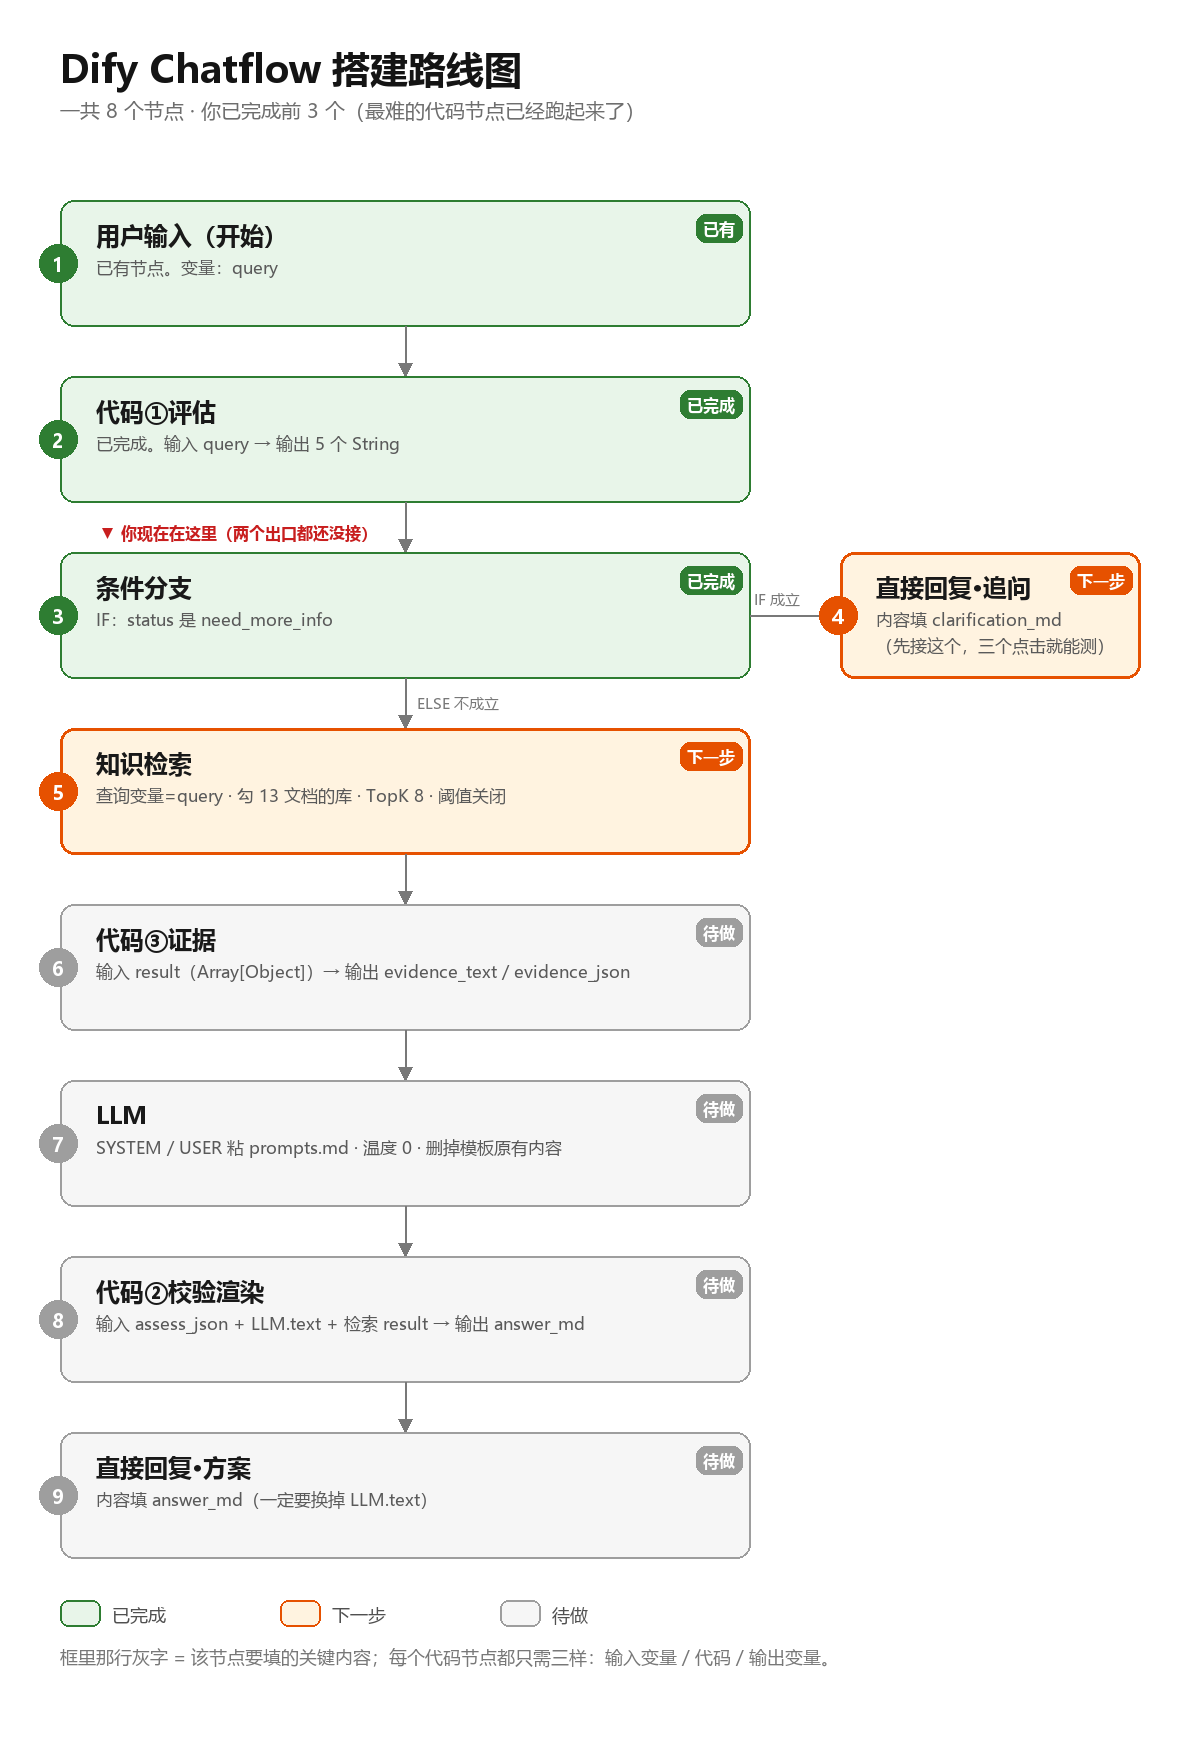 Dify Chatflow 搭建路线图
一共 8 个节点 · 你已完成前 3 个（最难的代码节点已经跑起来了）
1
用户输入（开始）
已有
已有节点。变量：query
2
代码①评估
已完成
已完成。输入 query → 输出 5 个 String
▼ 你现在在这里（两个出口都还没接）
3
条件分支
已完成
IF：status 是 need_more_info
IF 成立
4
直接回复·追问
下一步
内容填 clarification_md
（先接这个，三个点击就能测）
ELSE 不成立
5
知识检索
下一步
查询变量=query · 勾 13 文档的库 · TopK 8 · 阈值关闭
6
代码③证据
待做
输入 result（Array[Object]）→ 输出 evidence_text / evidence_json
7
LLM
待做
SYSTEM / USER 粘 prompts.md · 温度 0 · 删掉模板原有内容
8
代码②校验渲染
待做
输入 assess_json + LLM.text + 检索 result → 输出 answer_md
9
直接回复·方案
待做
内容填 answer_md（一定要换掉 LLM.text）
已完成
下一步
待做
框里那行灰字 = 该节点要填的关键内容；每个代码节点都只需三样：输入变量 / 代码 / 输出变量。